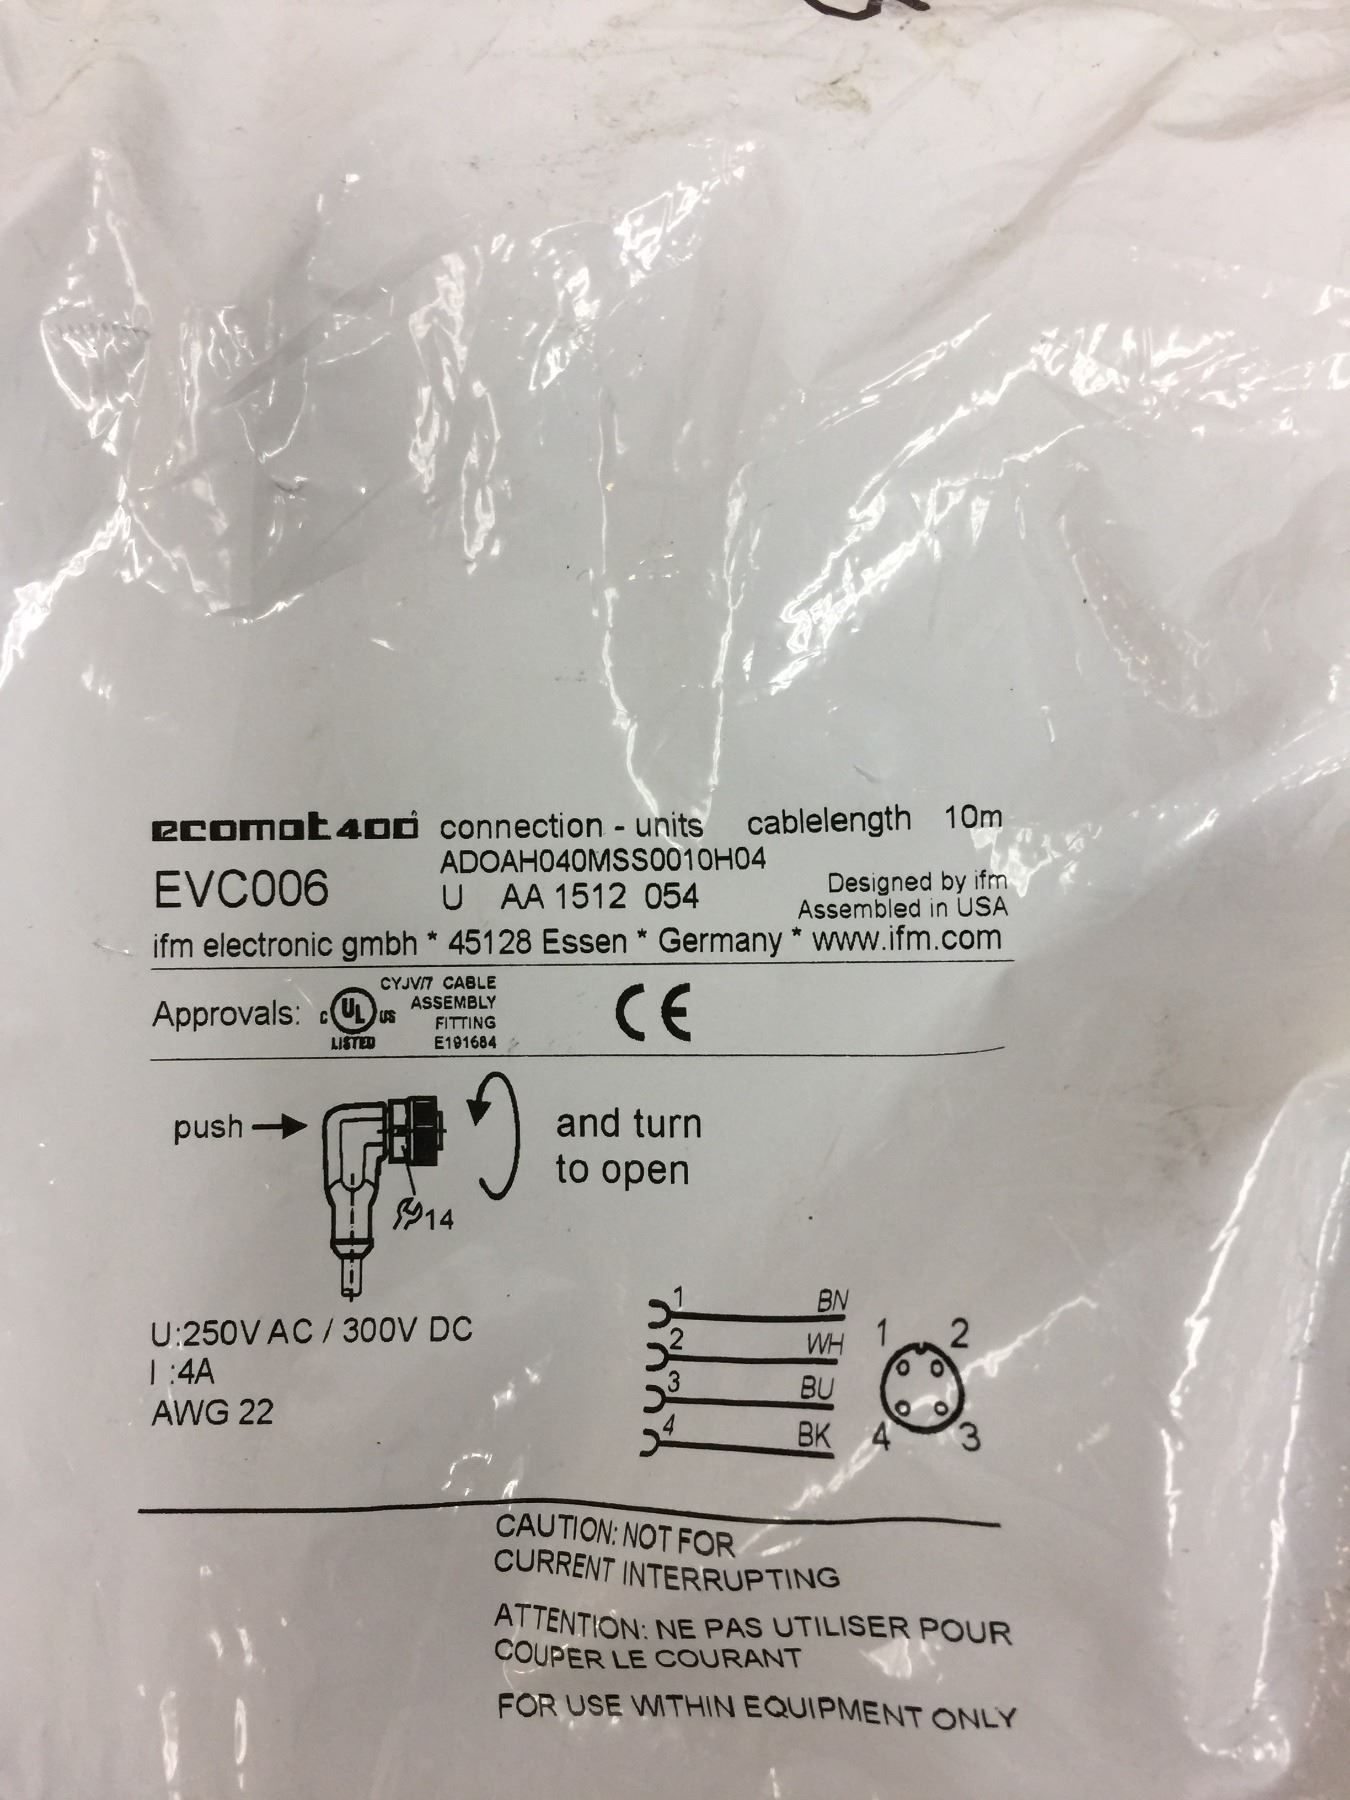 ecomat400 connection - units cablelength 10m
ADOAH040MSS0010H04
EVC006 U AA 1512 054
Designed by ifm
Assembled in USA
ifm electronic gmbh * 45128 Essen * Germany * www.ifm.com
Approvals: C UL US LISTED
CYJV/7 CABLE
ASSEMBLY
FITTING
E191684
CE
push
and turn
to open
14
U:250V AC / 300V DC
I :4A
AWG 22
1 BN
2 WH
3 BU
4 BK
1 2
4 3
CAUTION: NOT FOR
CURRENT INTERRUPTING
ATTENTION: NE PAS UTILISER POUR
COUPER LE COURANT
FOR USE WITHIN EQUIPMENT ONLY